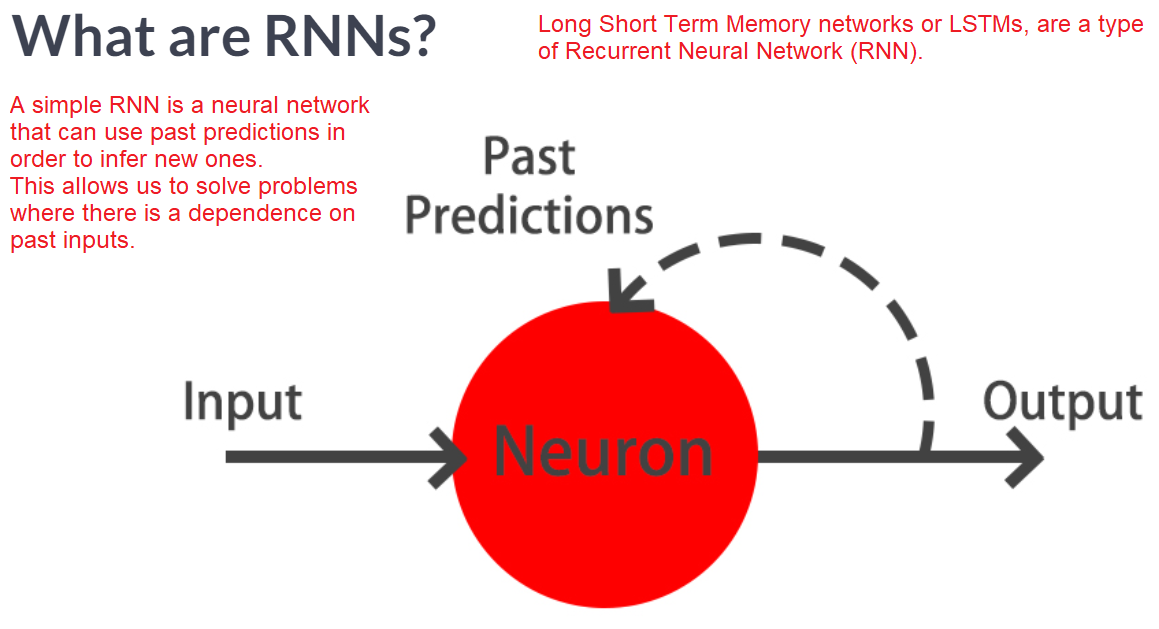 What are RNNs?
Long Short Term Memory networks or LSTMs, are a type
of Recurrent Neural Network (RNN).
A simple RNN is a neural network
that can use past predictions in
order to infer new ones.
This allows us to solve problems
where there is a dependence on
past inputs.
Past
Predictions
Input
Neuron
Output